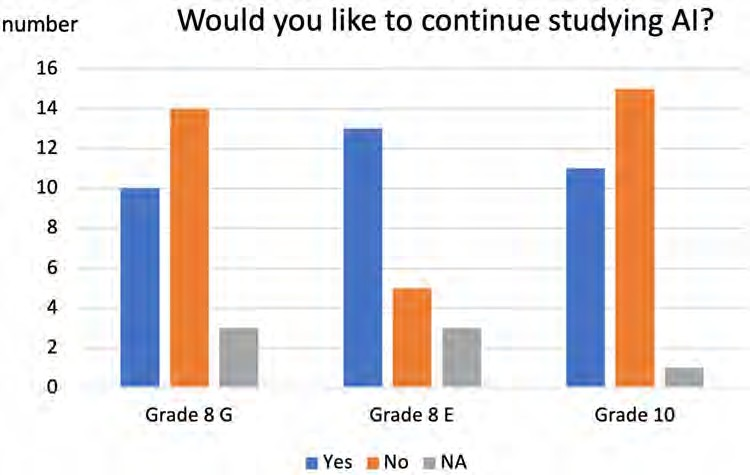 number
Would you like to continue studying AI?
16
14
12
10
8
6
4
2
0
Grade 8 G
Grade 8 E
Grade 10
Yes
No
NA